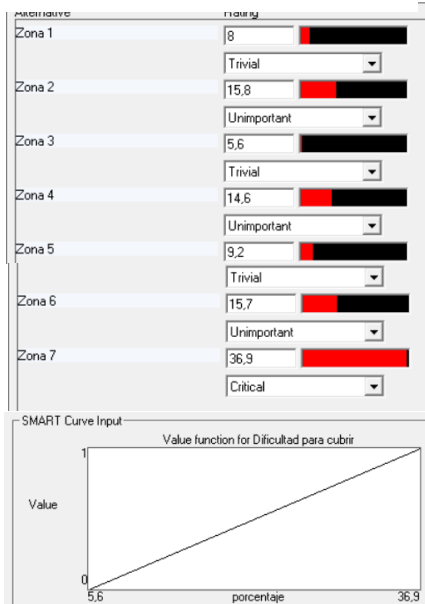 Alternative Rating
Zona 1 8
Trivial
Zona 2 15,8
Unimportant
Zona 3 5,6
Trivial
Zona 4 14,6
Unimportant
Zona 5 9,2
Trivial
Zona 6 15,7
Unimportant
Zona 7 36,9
Critical
SMART Curve Input
Value function for Dificultad para cubrir
1
Value
0
5,6 porcentaje 36,9